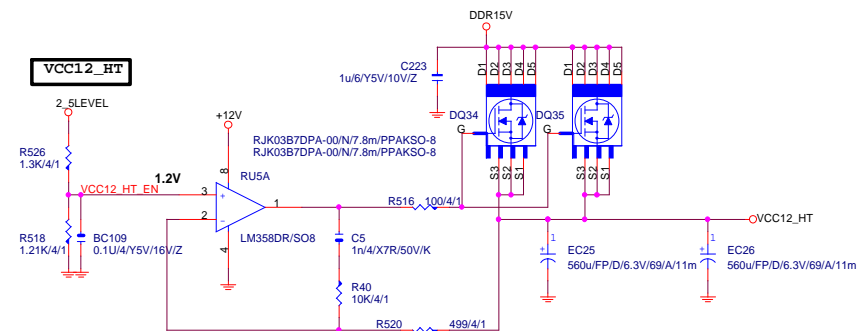 DDR15V
VCC12_HT
C223
1u/6/Y5V/10V/Z
D1
D2
D3
D4
D5
D1
D2
D3
D4
D5
2_5LEVEL
+12V
DQ34
DQ35
G
G
RJK03B7DPA-00/N/7.8m/PPAKSO-8
RJK03B7DPA-00/N/7.8m/PPAKSO-8
R526
1.3K/4/1
8
RU5A
S3
S2
S1
S3
S2
S1
1.2V
VCC12_HT_EN
3
+
1
2
-
R516
100/4/1
VCC12_HT
R518
1.21K/4/1
BC109
0.1U/4/Y5V/16V/Z
4
LM358DR/SO8
C5
1n/4/X7R/50V/K
1
+
EC25
560u/FP/D/6.3V/69/A/11m
1
+
EC26
560u/FP/D/6.3V/69/A/11m
R40
10K/4/1
R520
499/4/1